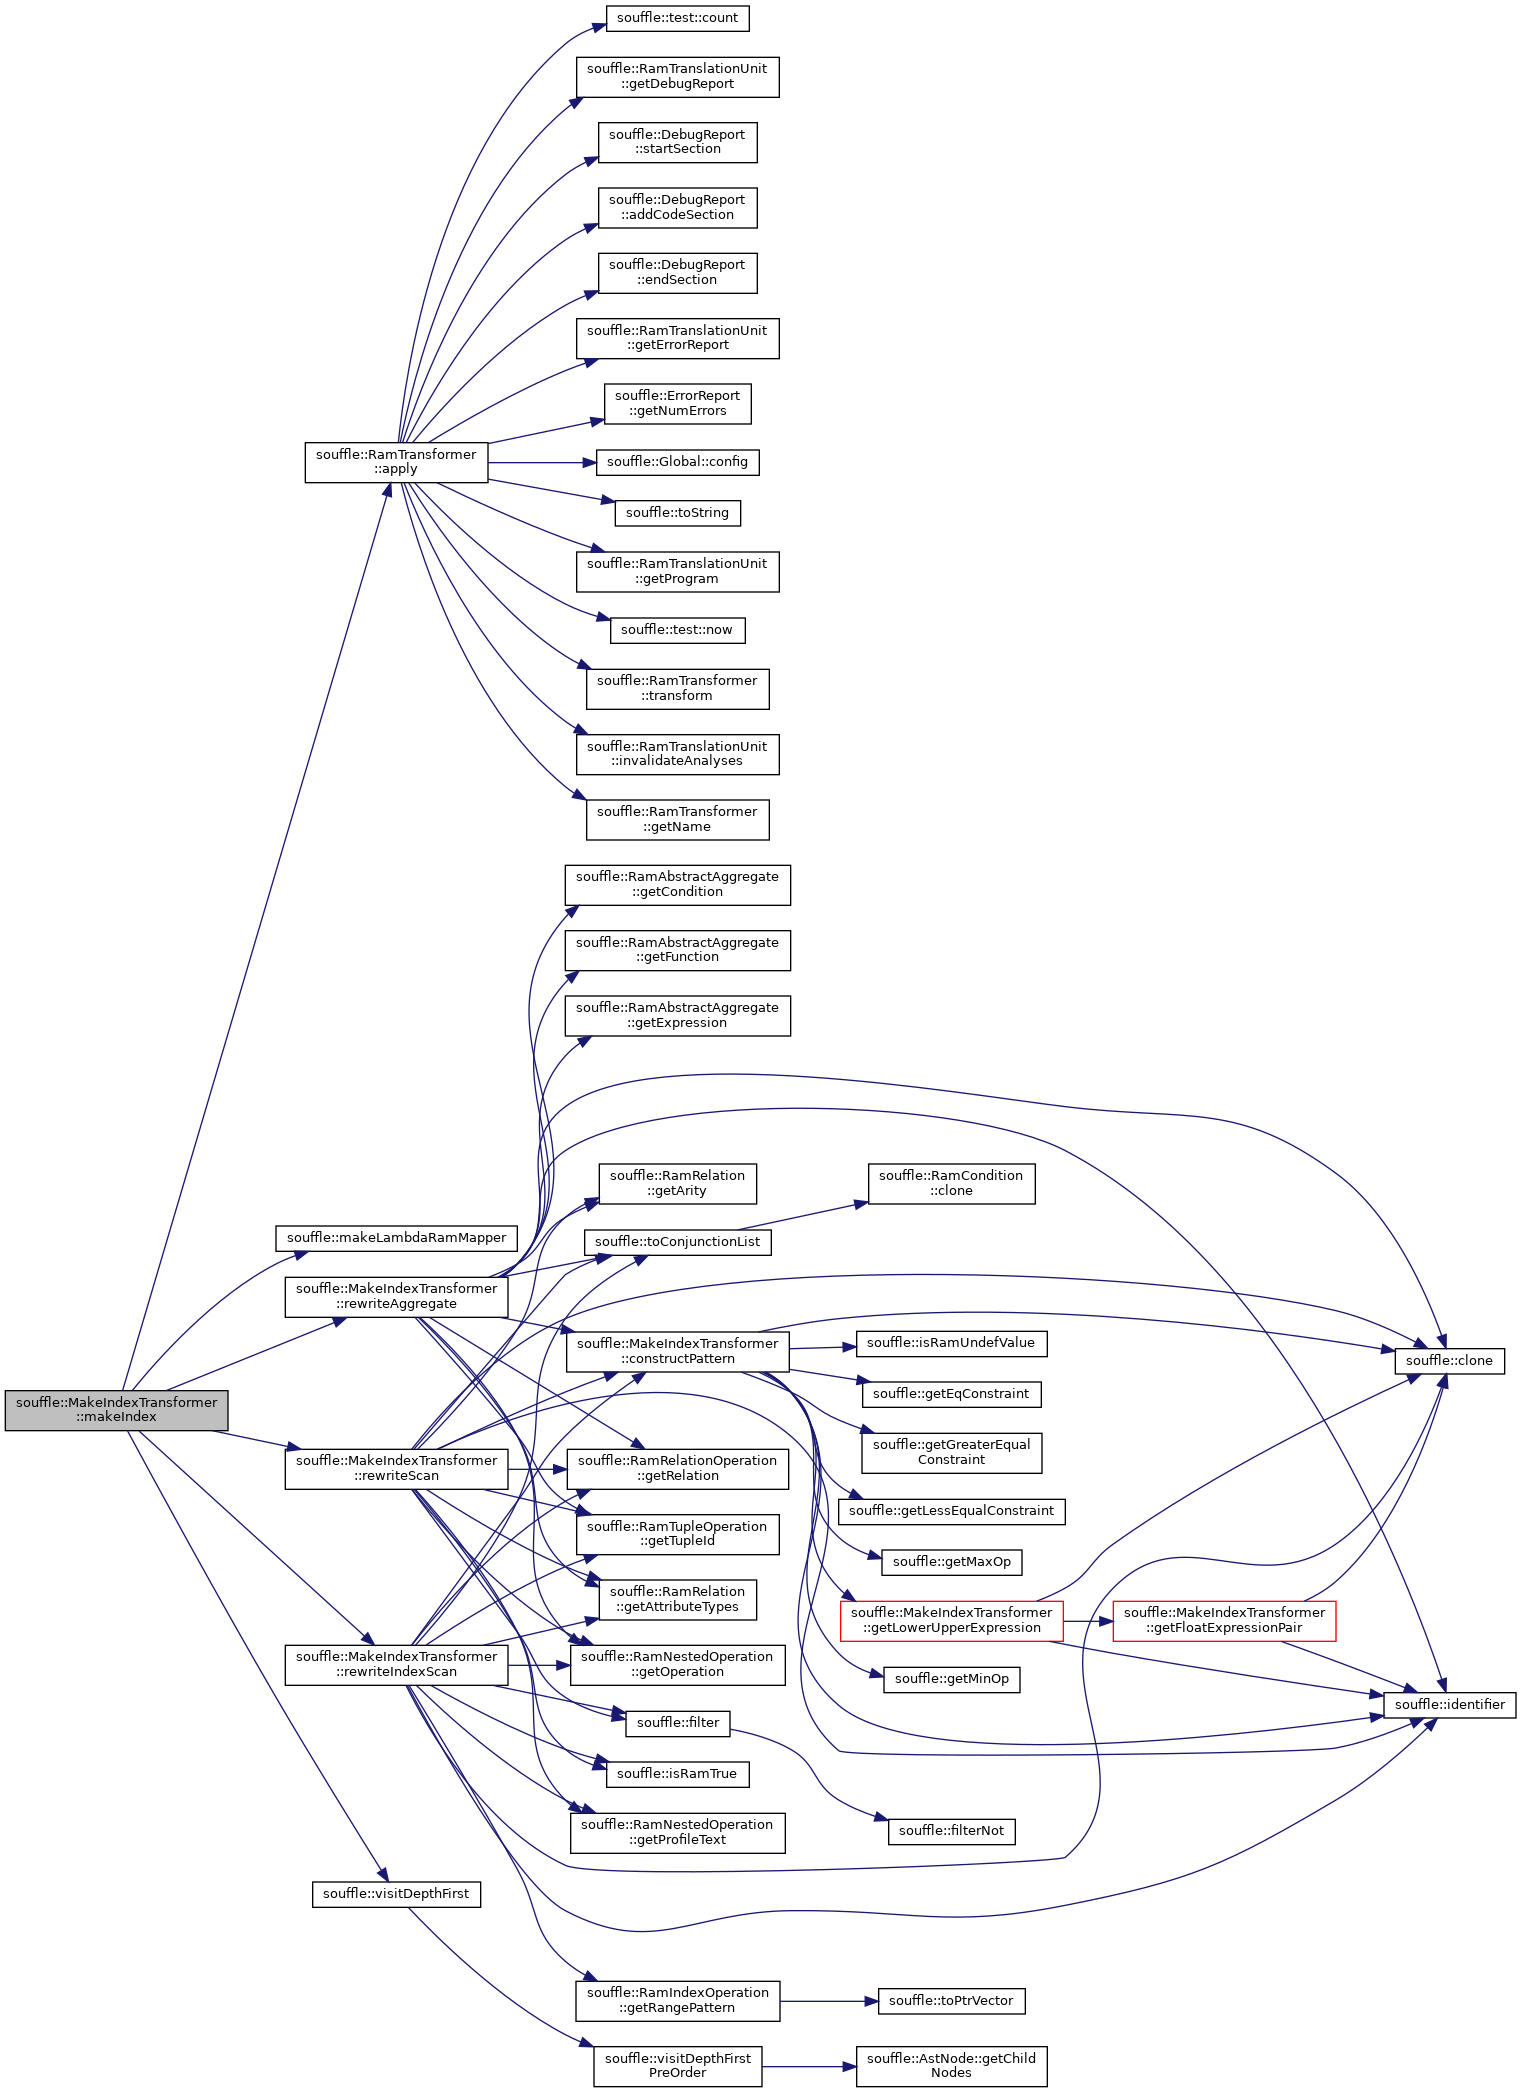 souffle::test::count
souffle::RamTranslationUnit
::getDebugReport
souffle::DebugReport
::startSection
souffle::DebugReport
::addCodeSection
souffle::DebugReport
::endSection
souffle::RamTranslationUnit
::getErrorReport
souffle::ErrorReport
::getNumErrors
souffle::RamTransformer
::apply
souffle::Global::config
souffle::toString
souffle::RamTranslationUnit
::getProgram
souffle::test::now
souffle::RamTransformer
::transform
souffle::RamTranslationUnit
::invalidateAnalyses
souffle::RamTransformer
::getName
souffle::RamAbstractAggregate
::getCondition
souffle::RamAbstractAggregate
::getFunction
souffle::RamAbstractAggregate
::getExpression
souffle::RamRelation
::getArity
souffle::RamCondition
::clone
souffle::makeLambdaRamMapper
souffle::toConjunctionList
souffle::MakeIndexTransformer
::rewriteAggregate
souffle::MakeIndexTransformer
::constructPattern
souffle::isRamUndefValue
souffle::clone
souffle::getEqConstraint
souffle::MakeIndexTransformer
::makeIndex
souffle::getGreaterEqual
Constraint
souffle::MakeIndexTransformer
::rewriteScan
souffle::RamRelationOperation
::getRelation
souffle::getLessEqualConstraint
souffle::RamTupleOperation
::getTupleId
souffle::getMaxOp
souffle::RamRelation
::getAttributeTypes
souffle::MakeIndexTransformer
::getLowerUpperExpression
souffle::MakeIndexTransformer
::getFloatExpressionPair
souffle::MakeIndexTransformer
::rewriteIndexScan
souffle::RamNestedOperation
::getOperation
souffle::getMinOp
souffle::identifier
souffle::filter
souffle::isRamTrue
souffle::RamNestedOperation
::getProfileText
souffle::filterNot
souffle::visitDepthFirst
souffle::RamIndexOperation
::getRangePattern
souffle::toPtrVector
souffle::visitDepthFirst
PreOrder
souffle::AstNode::getChild
Nodes